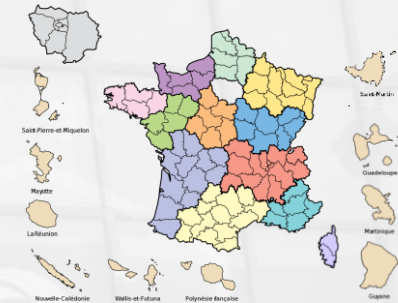 Saint-Martin
Saint-Pierre-et-Miquelon
Guadeloupe
Mayotte
La Réunion
Martinique
Nouvelle-Calédonie
Wallis-et-Futuna
Polynésie française
Guyane